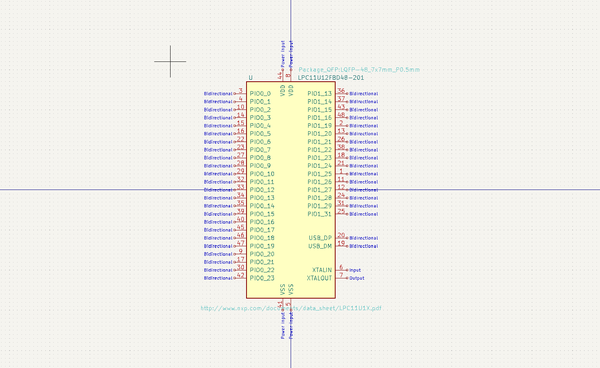 Power input Power input
44 8
Package_QFP:LQFP-48_7x7mm_P0.5mm
U LPC11U12FBD48-201
VDD VDD
Bidirectional 3 PIO0_0 PIO1_13 36 Bidirectional
Bidirectional 4 PIO0_1 PIO1_14 37 Bidirectional
Bidirectional 10 PIO0_2 PIO1_15 43 Bidirectional
Bidirectional 14 PIO0_3 PIO1_16 48 Bidirectional
Bidirectional 15 PIO0_4 PIO1_19 2 Bidirectional
Bidirectional 16 PIO0_5 PIO1_20 13 Bidirectional
Bidirectional 22 PIO0_6 PIO1_21 26 Bidirectional
Bidirectional 23 PIO0_7 PIO1_22 38 Bidirectional
Bidirectional 27 PIO0_8 PIO1_23 18 Bidirectional
Bidirectional 28 PIO0_9 PIO1_24 21 Bidirectional
Bidirectional 29 PIO0_10 PIO1_25 1 Bidirectional
Bidirectional 32 PIO0_11 PIO1_26 11 Bidirectional
Bidirectional 33 PIO0_12 PIO1_27 12 Bidirectional
Bidirectional 34 PIO0_13 PIO1_28 24 Bidirectional
Bidirectional 35 PIO0_14 PIO1_29 31 Bidirectional
Bidirectional 39 PIO0_15 PIO1_31 25 Bidirectional
Bidirectional 40 PIO0_16
Bidirectional 45 PIO0_17
Bidirectional 46 PIO0_18 USB_DP 20 Bidirectional
Bidirectional 47 PIO0_19 USB_DM 19 Bidirectional
Bidirectional 9 PIO0_20
Bidirectional 17 PIO0_21
Bidirectional 30 PIO0_22 XTALIN 6 Input
Bidirectional 42 PIO0_23 XTALOUT 7 Output
VSS VSS
41 5
http://www.nxp.com/documents/data_sheet/LPC11U1X.pdf
Power input Power input